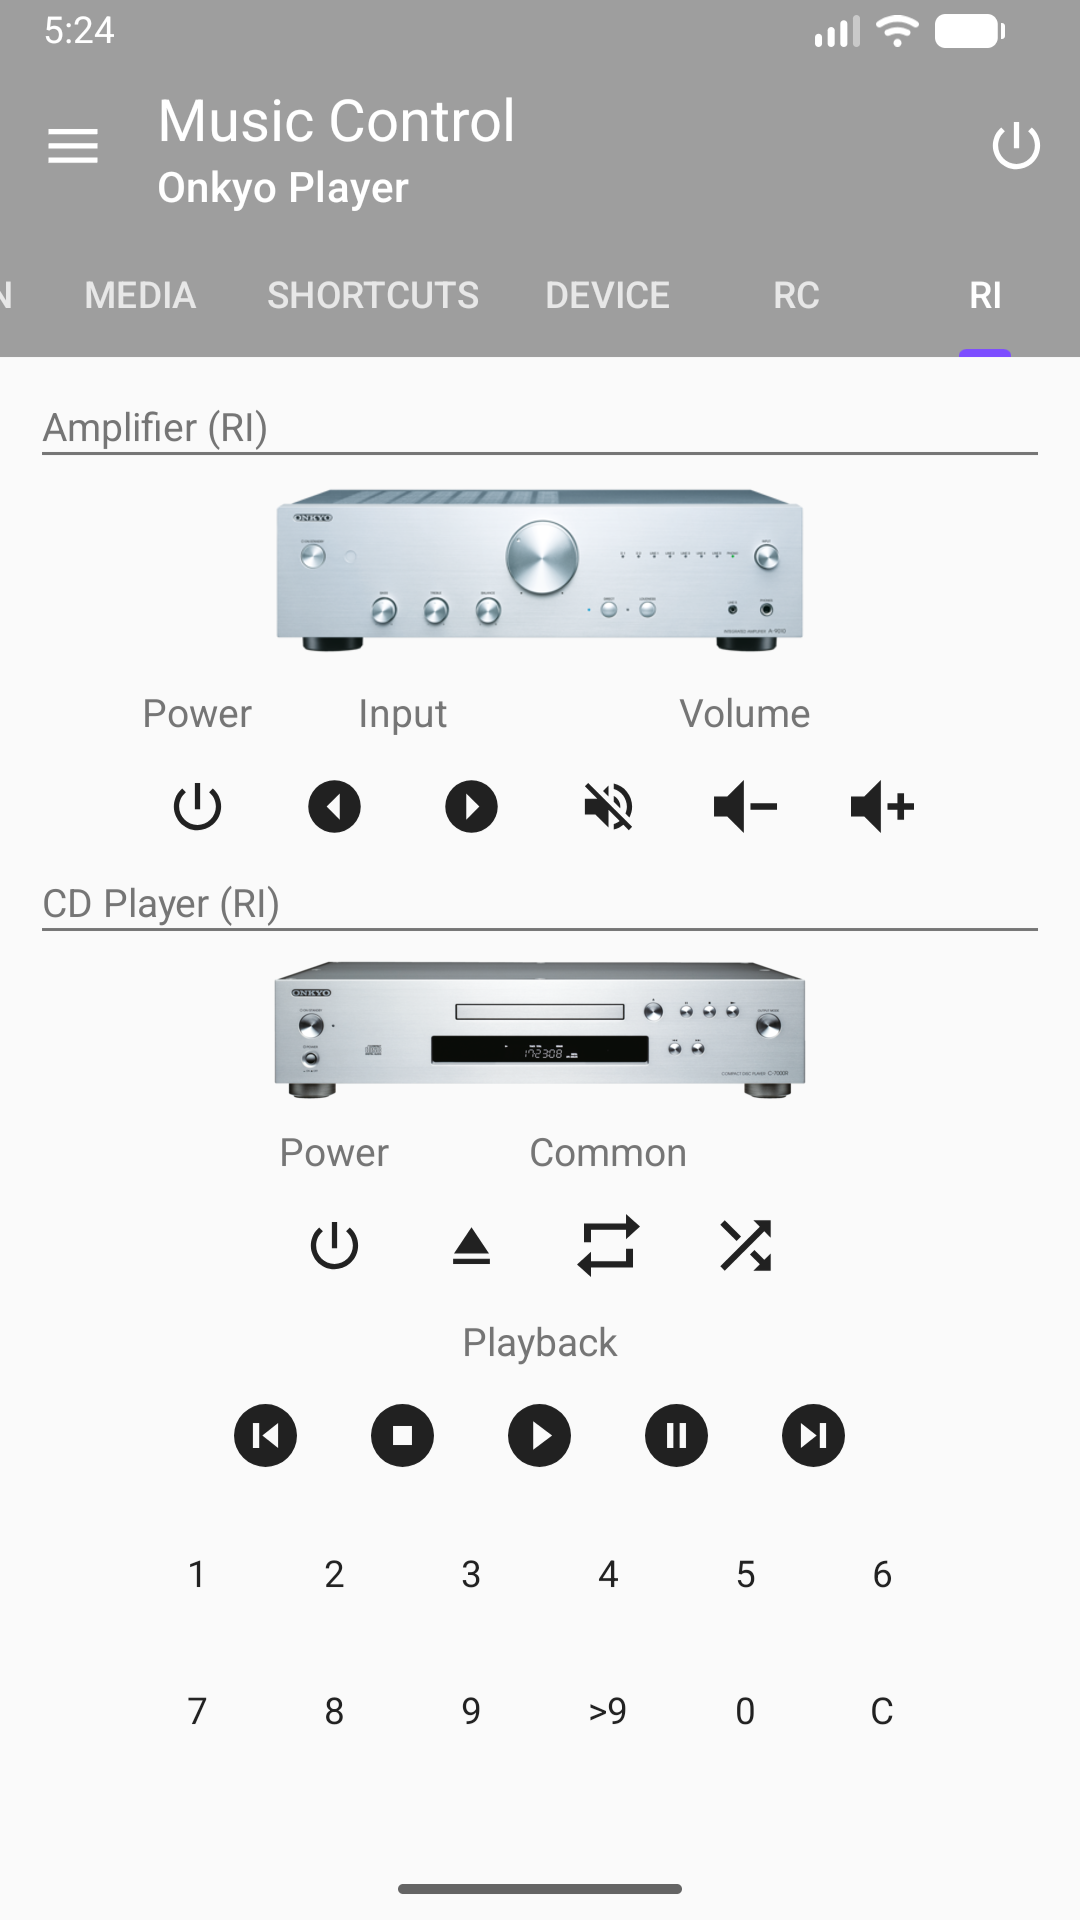 5:24
Music Control
Onkyo Player
N MEDIA SHORTCUTS DEVICE RC RI
Amplifier (RI)
ONKYO
Power Input Volume
CD Player (RI)
ONKYO
Power Common
Playback
1 2 3 4 5 6
7 8 9 >9 0 C